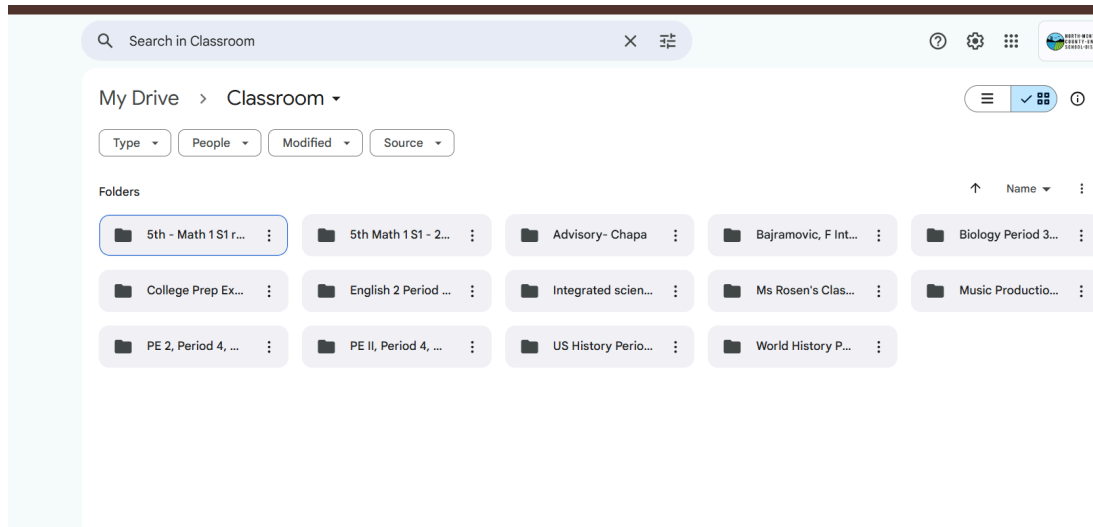 Search in Classroom
My Drive > Classroom
Type People Modified Source
Folders Name
5th - Math 1 S1 r... 5th Math 1 S1 - 2... Advisory- Chapa Bajramovic, F Int... Biology Period 3...
College Prep Ex... English 2 Period ... Integrated scien... Ms Rosen's Clas... Music Productio...
PE 2, Period 4, ... PE II, Period 4, ... US History Perio... World History P...